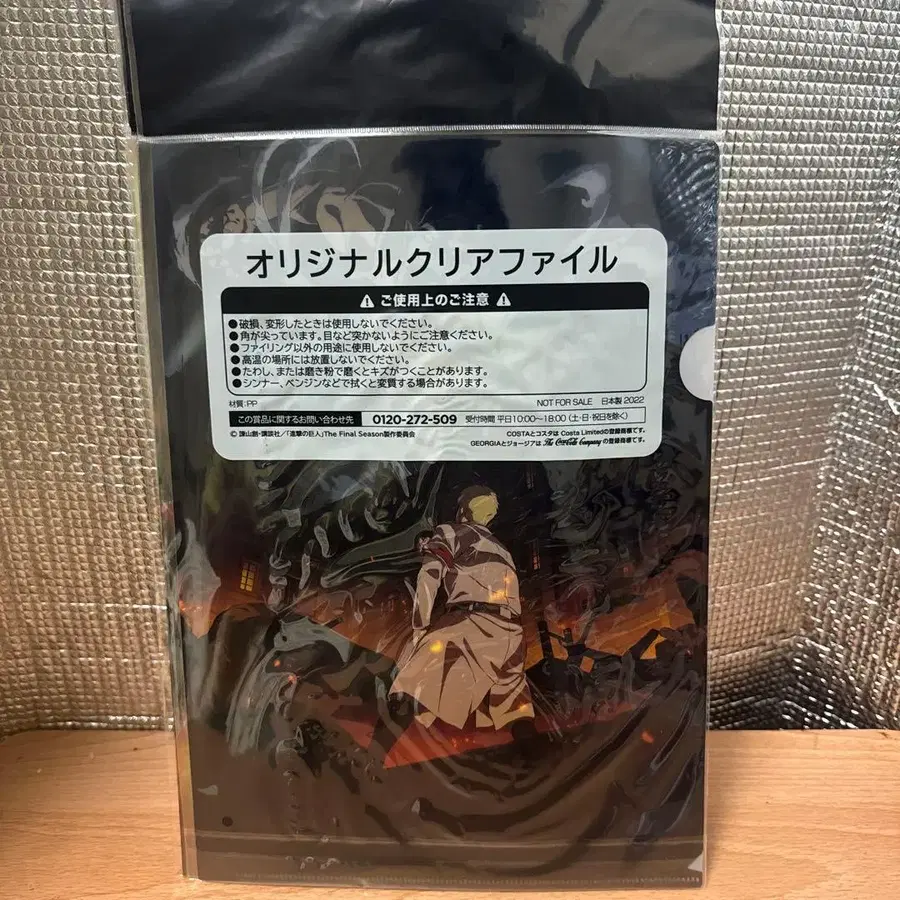 オリジナルクリアファイル
⚠ ご使用上のご注意 ⚠
●破損、変形したときは使用しないでください。
●角が尖っています。目など突かないようにご注意ください。
●ファイリング以外の用途に使用しないでください。
●高温の場所には放置しないでください。
●たわし、または磨き粉で磨くとキズがつくことがあります。
●シンナー、ベンジンなどで拭くと変質する場合があります。
材質:PP NOT FOR SALE 日本製 2022
この賞品に関するお問い合わせ先 0120-272-509 受付時間 平日10:00〜18:00 (土・日・祝日を除く)
© 諫山創・講談社/「進撃の巨人」The Final Season製作委員会
COSTAとコスタは Costa Limitedの登録商標です。
GEORGIAとジョージアは The Coca-Cola Company の登録商標です。